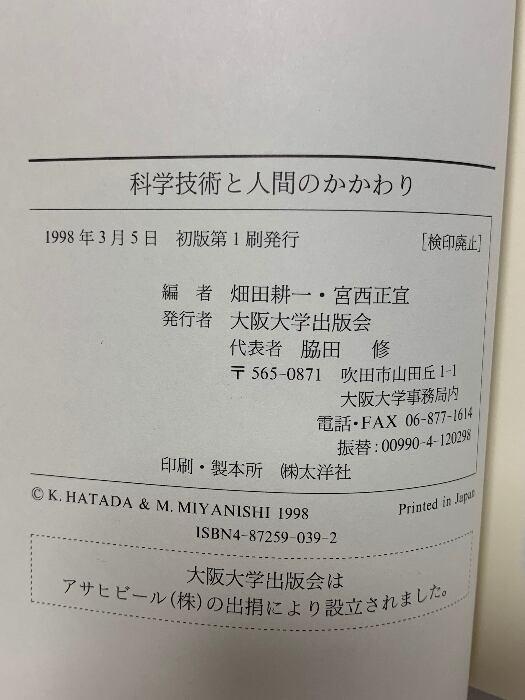 科学技術と人間のかかわり
1998年3月5日 初版第1刷発行 [検印廃止]
編 者 畑田耕一・宮西正宜
発行者 大阪大学出版会
代表者 脇田 修
〒565-0871 吹田市山田丘1-1
大阪大学事務局内
電話・FAX 06-877-1614
振替:00990-4-120298
印刷・製本所 ㈱太洋社
© K. HATADA & M. MIYANISHI 1998 Printed in Japan
ISBN4-87259-039-2
大阪大学出版会は
アサヒビール(株)の出捐により設立されました。